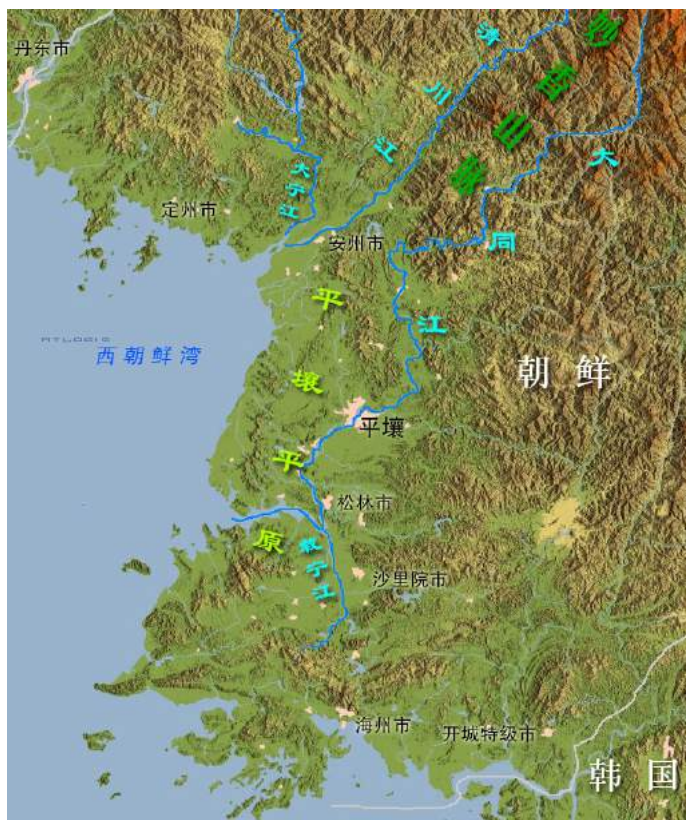 丹东市
妙香山脉
济川江
大宁江
大同江
定州市
安州市
平壤平原
西朝鲜湾
朝鲜
平壤
松林市
载宁江
沙里院市
海州市
开城特级市
韩国